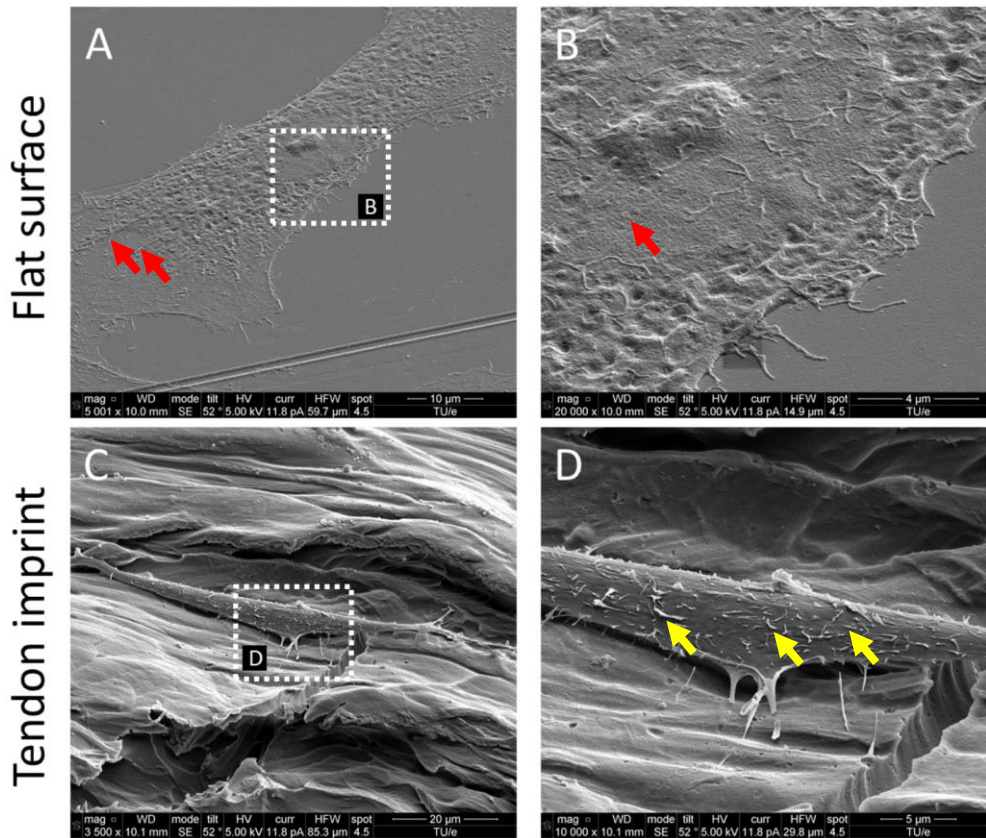 Flat surface
A
B
mag □ WD mode tilt HV curr HFW spot 10 µm
5 001 x 10.0 mm SE 52 ° 5.00 kV 11.8 pA 59.7 µm 4.5 TU/e
B
mag □ WD mode tilt HV curr HFW spot 4 µm
20 000 x 10.0 mm SE 52 ° 5.00 kV 11.8 pA 14.9 µm 4.5 TU/e
Tendon imprint
C
D
mag □ WD mode tilt HV curr HFW spot 20 µm
3 500 x 10.1 mm SE 52 ° 5.00 kV 11.8 pA 85.3 µm 4.5 TU/e
D
mag □ WD mode tilt HV curr HFW spot 5 µm
10 000 x 10.1 mm SE 52 ° 5.00 kV 11.8 pA 29.8 µm 4.5 TU/e